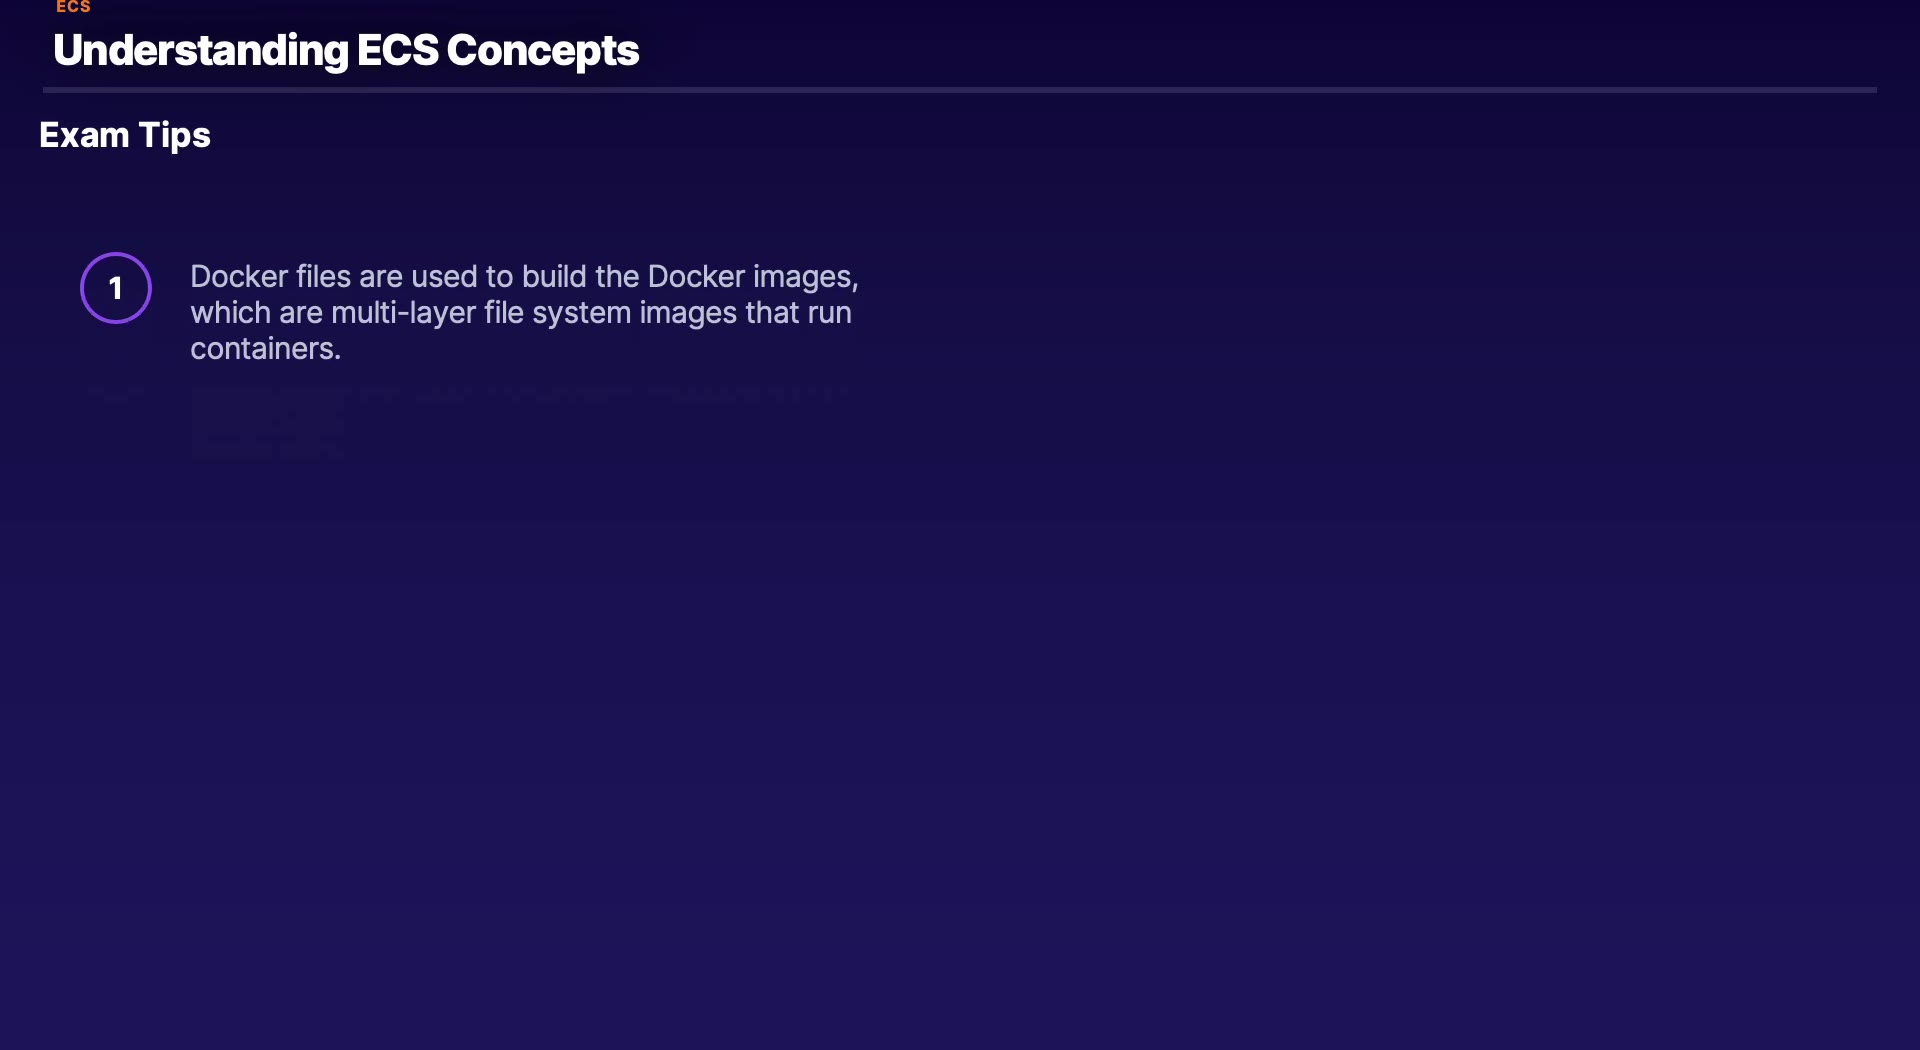 ECS
Understanding ECS Concepts
Exam Tips
1
Docker files are used to build the Docker images,
which are multi-layer file system images that run
containers.